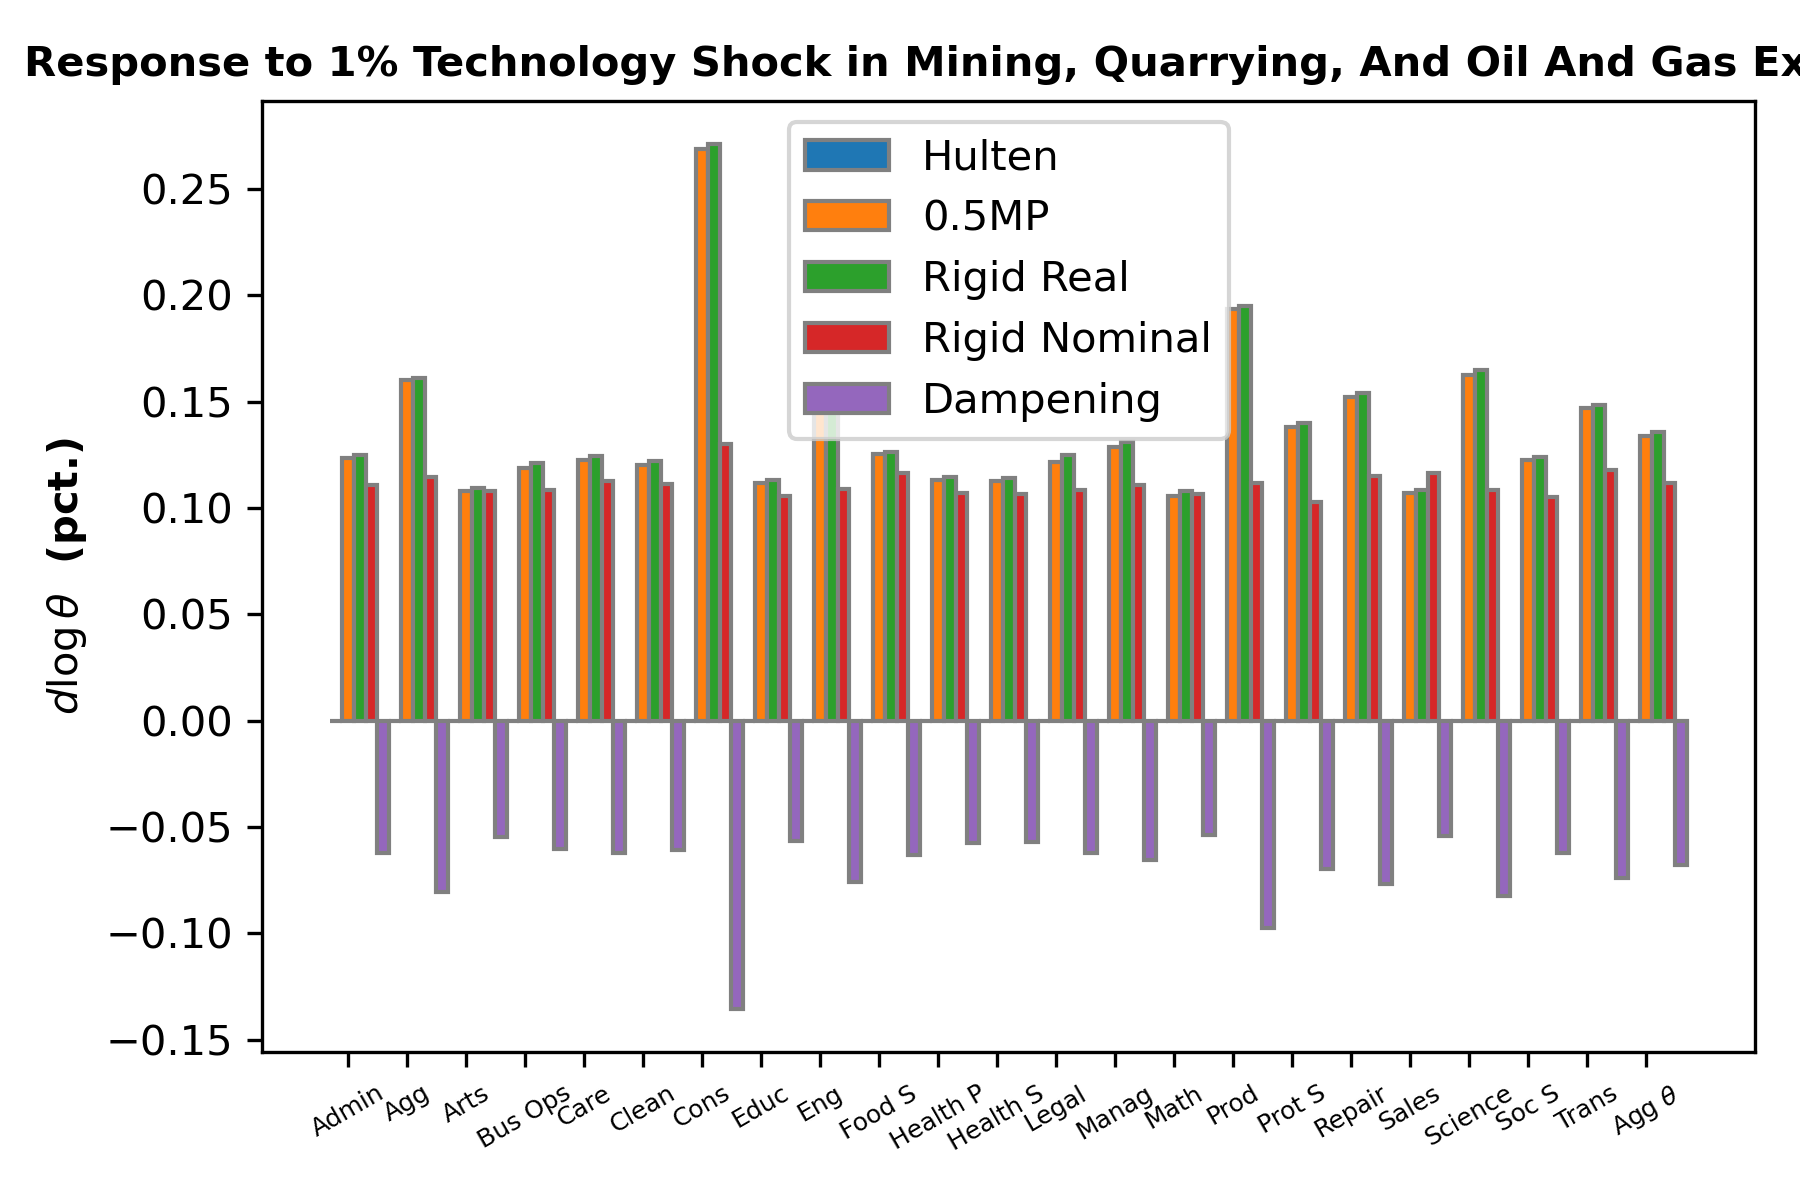 Response to 1% Technology Shock in Mining, Quarrying, And Oil And Gas Ex
Hulten
0.5MP
Rigid Real
Rigid Nominal
Dampening
dlog θ (pct.)
0.25
0.20
0.15
0.10
0.05
0.00
−0.05
−0.10
−0.15
Admin
Agg
Arts
Bus Ops
Care
Clean
Cons
Educ
Eng
Food S
Health P
Health S
Legal
Manag
Math
Prod
Prot S
Repair
Sales
Science
Soc S
Trans
Agg θ